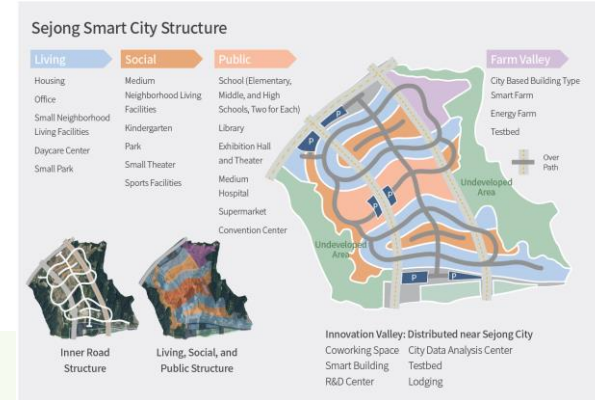 Sejong Smart City Structure
Living
Housing
Office
Small Neighborhood
Living Facilities
Daycare Center
Small Park
Social
Medium
Neighborhood Living
Facilities
Kindergarten
Park
Small Theater
Sports Facilities
Public
School (Elementary,
Middle, and High
Schools, Two for Each)
Library
Exhibition Hall
and Theater
Medium
Hospital
Supermarket
Convention Center
Farm Valley
City Based Building Type
Smart Farm
Energy Farm
Testbed
Over
Path
P
P
P
P
Undeveloped
Area
Undeveloped
Area
P
P
Inner Road
Structure
Living, Social, and
Public Structure
Innovation Valley: Distributed near Sejong City
Coworking Space
Smart Building
R&D Center
City Data Analysis Center
Testbed
Lodging